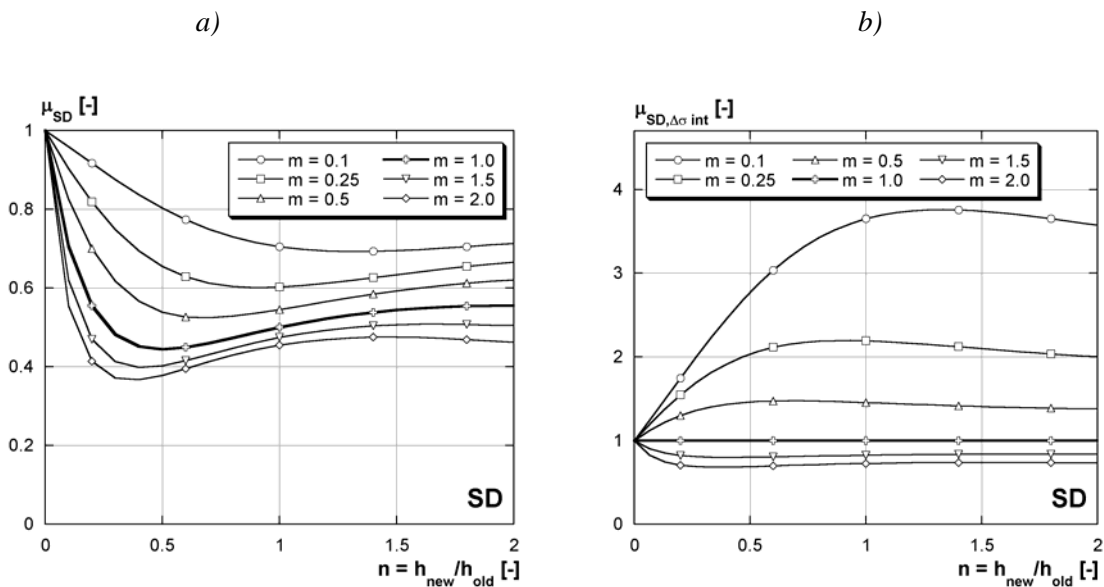 a)
μSD [-]
1
0.8
0.6
0.4
0.2
0
0 0.5 1 1.5 2
m = 0.1 m = 1.0
m = 0.25 m = 1.5
m = 0.5 m = 2.0
SD
n = hnew/hold [-]
b)
μSD,Δσ int [-]
4
3
2
1
0
0 0.5 1 1.5 2
m = 0.1 m = 0.5 m = 1.5
m = 0.25 m = 1.0 m = 2.0
SD
n = hnew/hold [-]